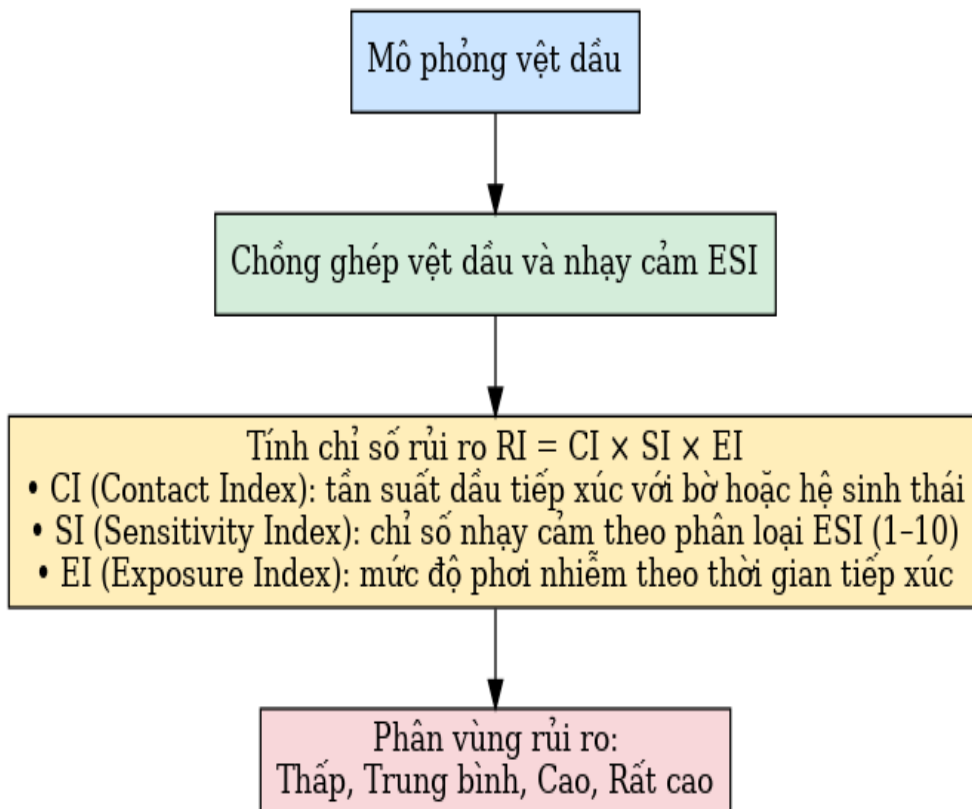 Mô phỏng vệt dầu
Chồng ghép vệt dầu và nhạy cảm ESI
Tính chỉ số rủi ro RI = CI × SI × EI
• CI (Contact Index): tần suất dầu tiếp xúc với bờ hoặc hệ sinh thái
• SI (Sensitivity Index): chỉ số nhạy cảm theo phân loại ESI (1–10)
• EI (Exposure Index): mức độ phơi nhiễm theo thời gian tiếp xúc
Phân vùng rủi ro:
Thấp, Trung bình, Cao, Rất cao